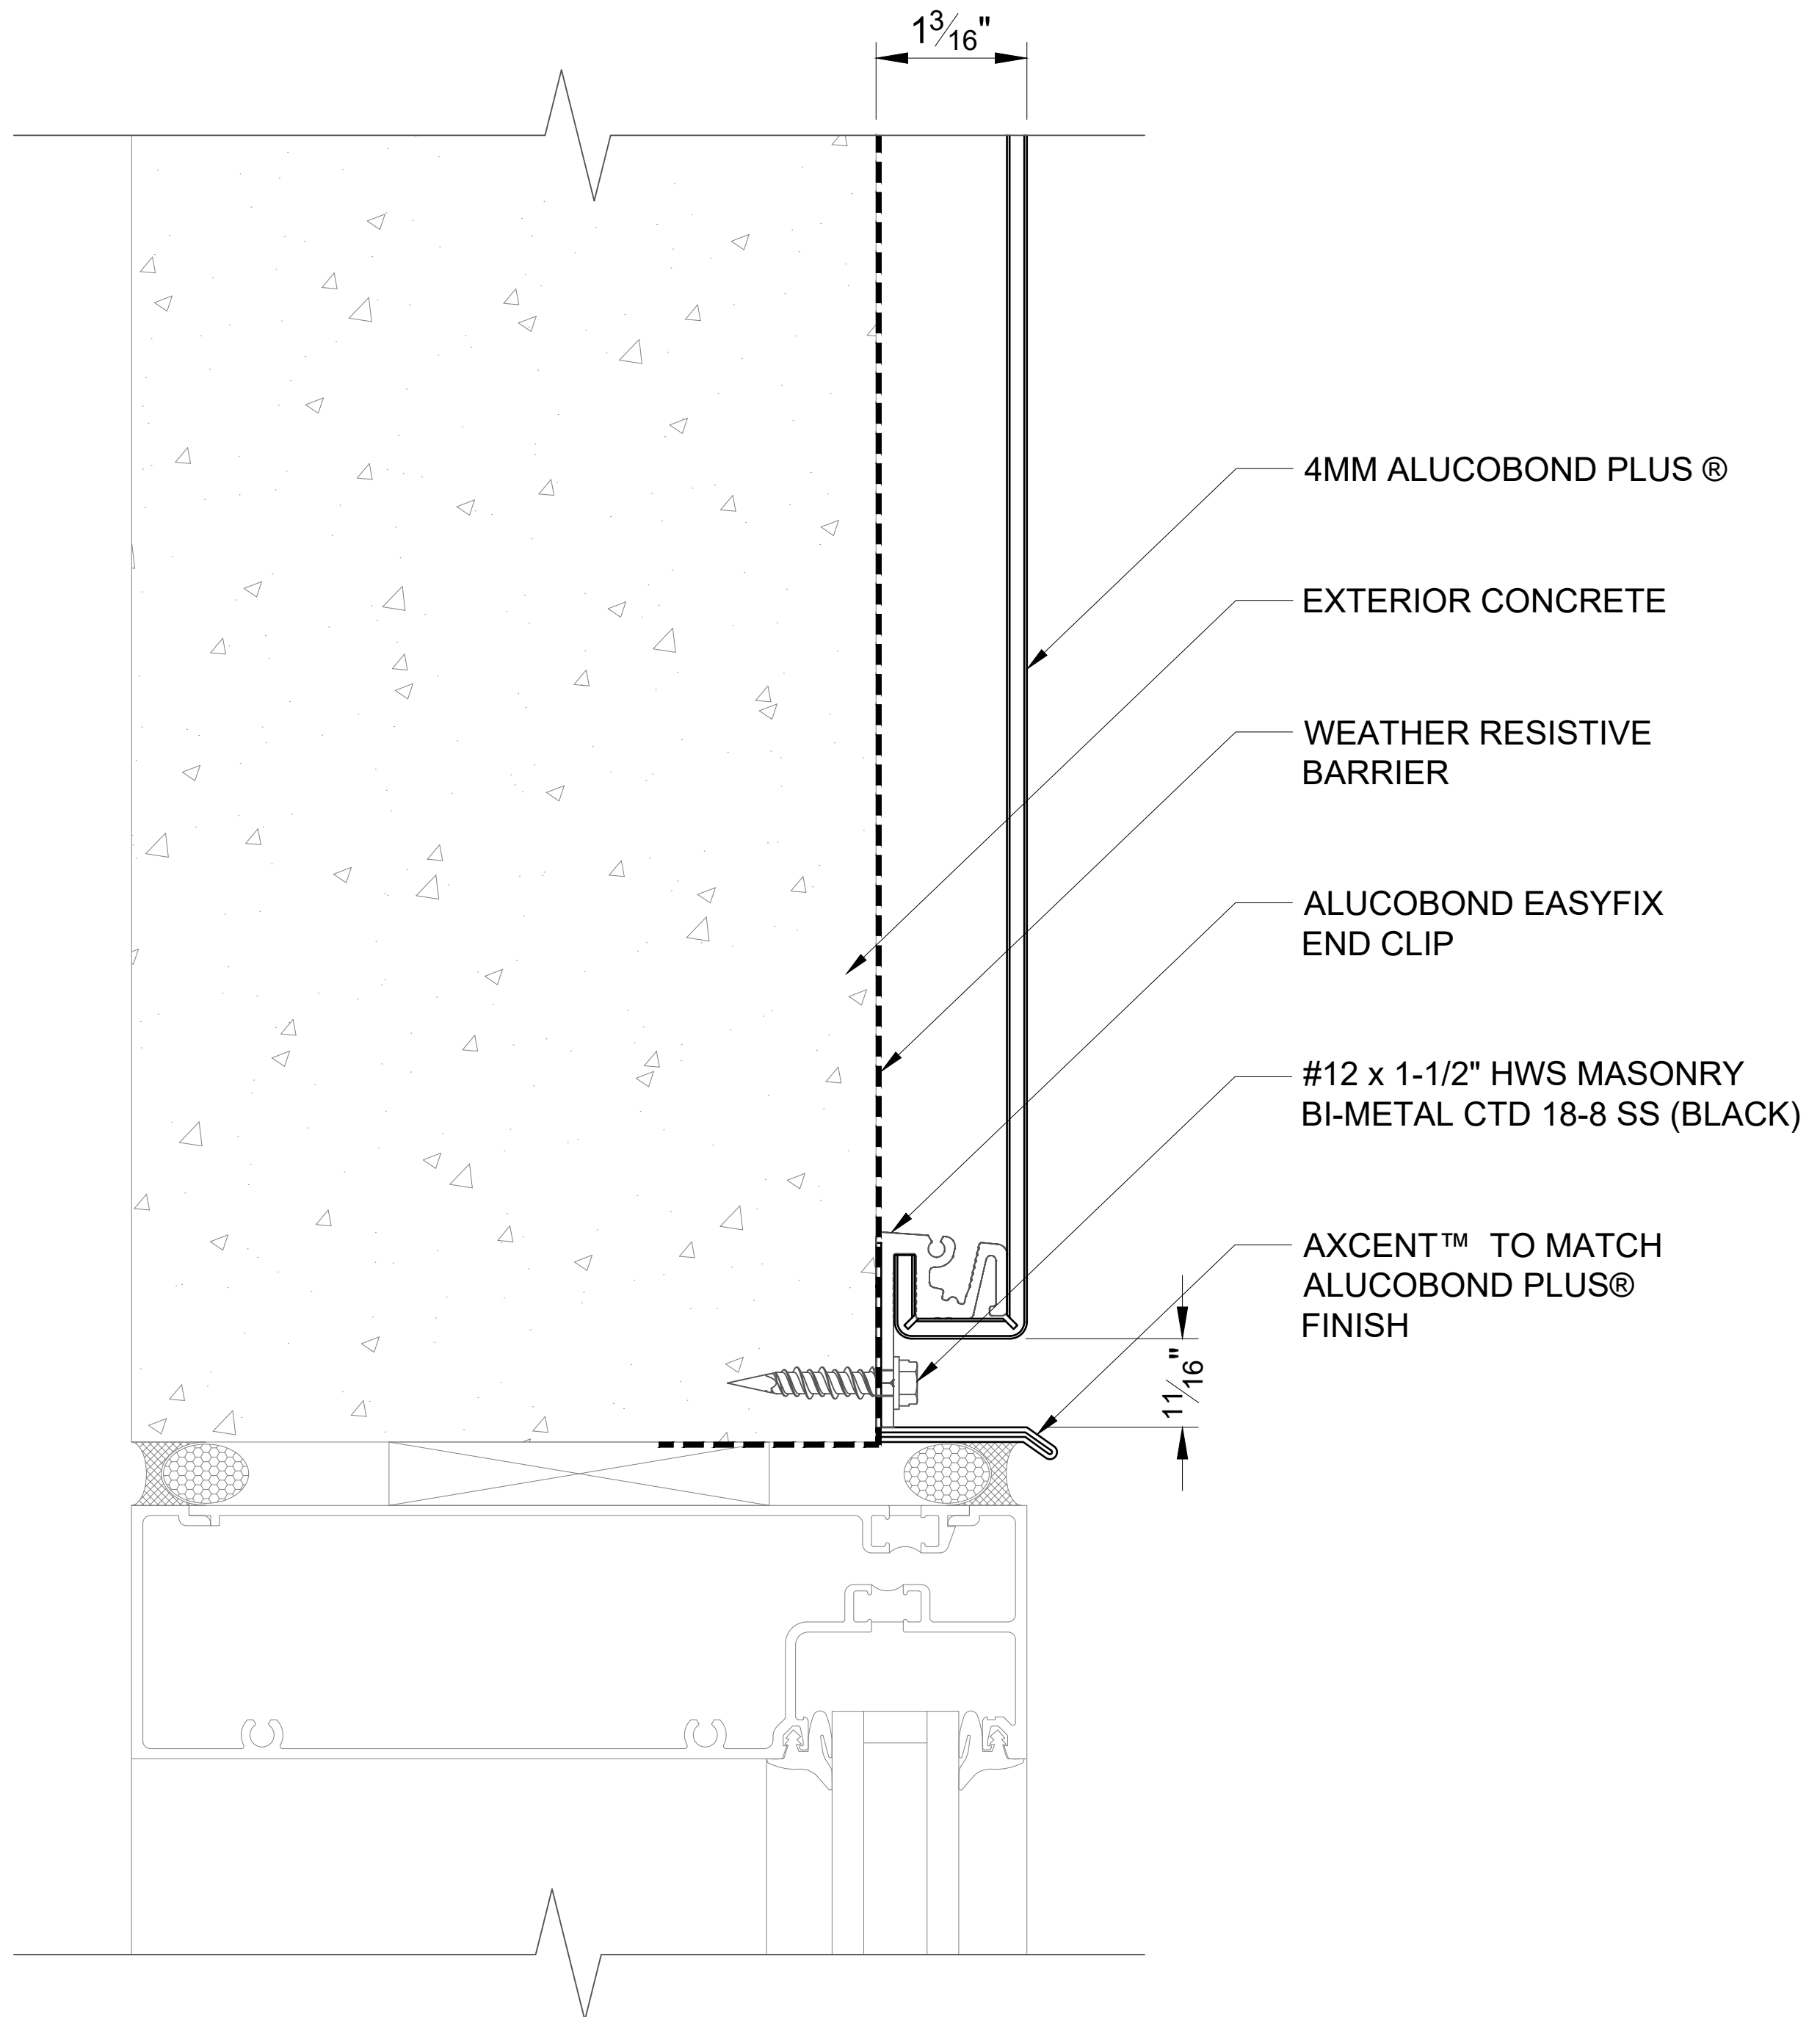 1 3/16"
4MM ALUCOBOND PLUS ®
EXTERIOR CONCRETE
WEATHER RESISTIVE
BARRIER
ALUCOBOND EASYFIX
END CLIP
#12 x 1-1/2" HWS MASONRY
BI-METAL CTD 18-8 SS (BLACK)
AXCENT™ TO MATCH
ALUCOBOND PLUS®
FINISH
11/16"